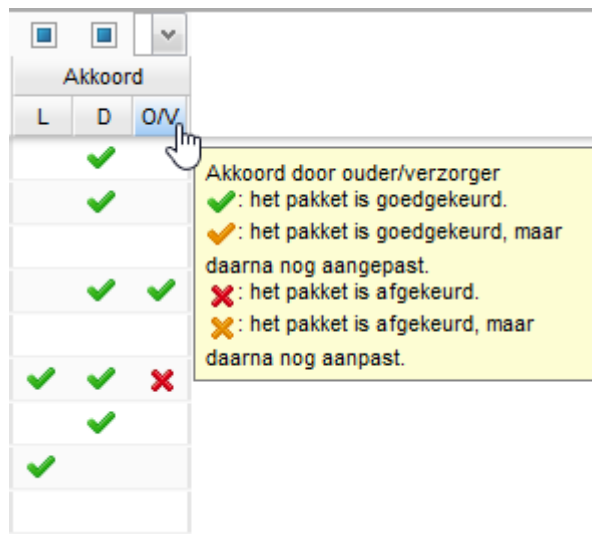 Akkoord
L D O/V
Akkoord door ouder/verzorger
: het pakket is goedgekeurd.
: het pakket is goedgekeurd, maar
daarna nog aangepast.
: het pakket is afgekeurd.
: het pakket is afgekeurd, maar
daarna nog aanpast.